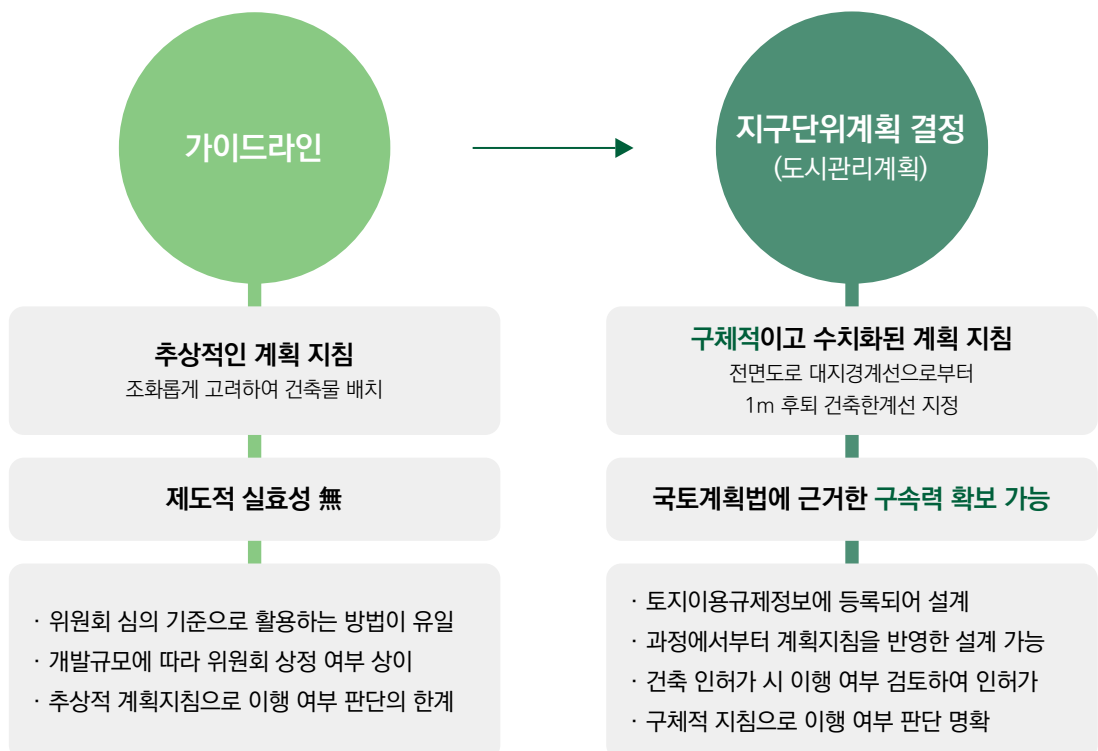 가이드라인
추상적인 계획 지침
조화롭게 고려하여 건축물 배치
제도적 실효성 無
· 위원회 심의 기준으로 활용하는 방법이 유일
· 개발규모에 따라 위원회 상정 여부 상이
· 추상적 계획지침으로 이행 여부 판단의 한계
지구단위계획 결정
(도시관리계획)
구체적이고 수치화된 계획 지침
전면도로 대지경계선으로부터
1m 후퇴 건축한계선 지정
국토계획법에 근거한 구속력 확보 가능
· 토지이용규제정보에 등록되어 설계
· 과정에서부터 계획지침을 반영한 설계 가능
· 건축 인허가 시 이행 여부 검토하여 인허가
· 구체적 지침으로 이행 여부 판단 명확